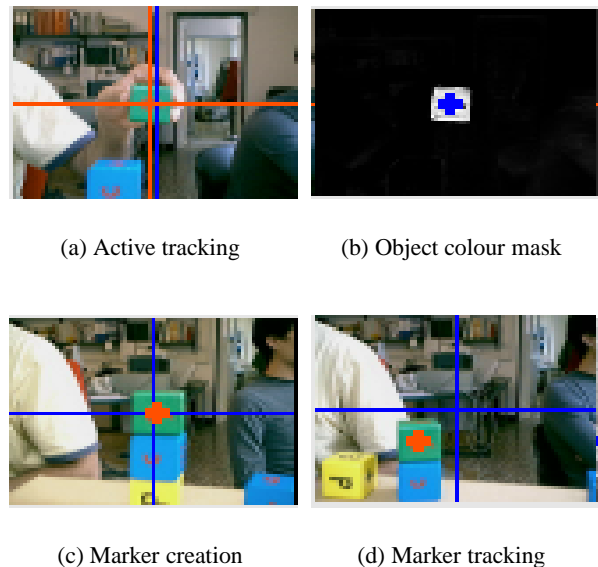 (a) Active tracking
(b) Object colour mask
(c) Marker creation
(d) Marker tracking